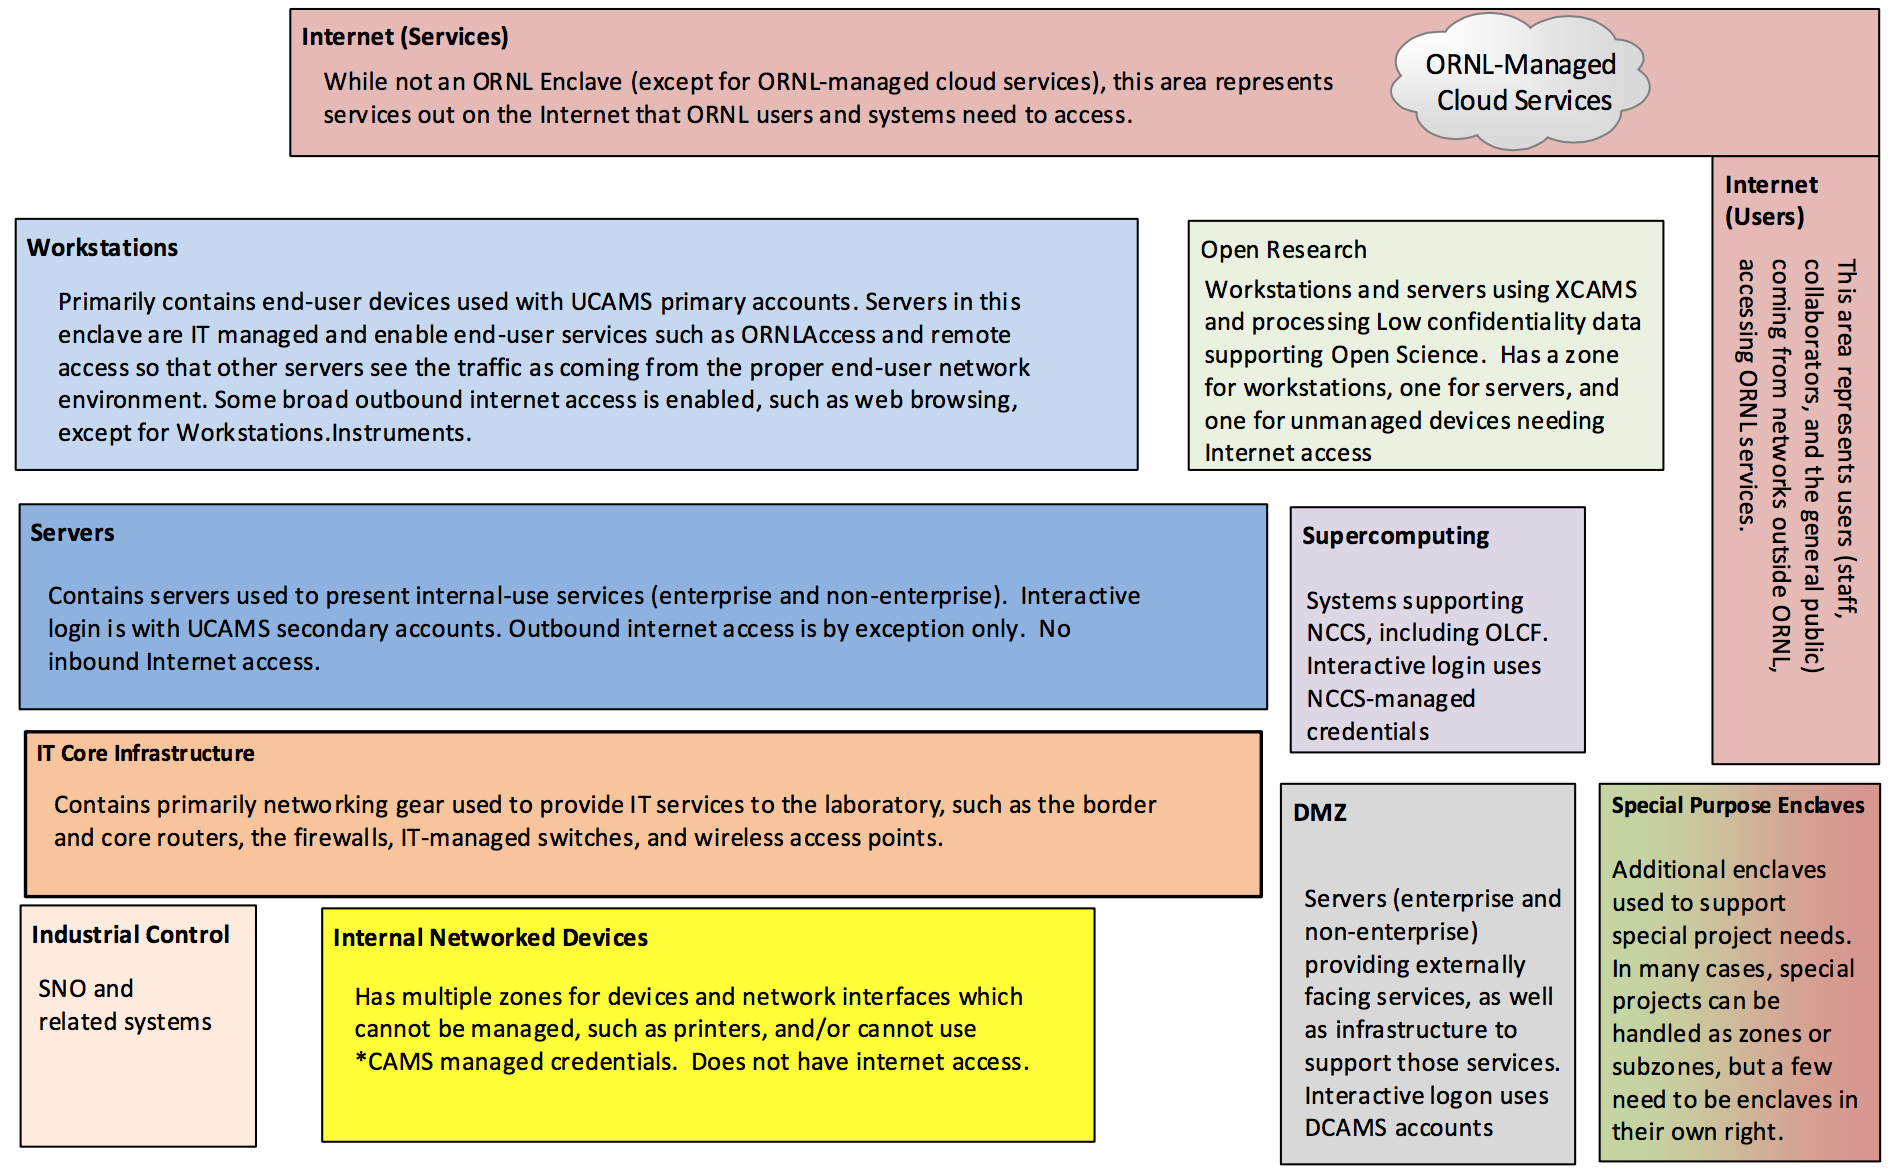 Internet (Services)
While not an ORNL Enclave (except for ORNL-managed cloud services), this area represents
services out on the Internet that ORNL users and systems need to access.
ORNL-Managed
Cloud Services
Internet
(Users)
This area represents users (staff,
collaborators, and the general public)
coming from networks outside ORNL,
accessing ORNL services.
Workstations
Primarily contains end-user devices used with UCAMS primary accounts. Servers in this
enclave are IT managed and enable end-user services such as ORNLAccess and remote
access so that other servers see the traffic as coming from the proper end-user network
environment. Some broad outbound internet access is enabled, such as web browsing,
except for Workstations.Instruments.
Open Research
Workstations and servers using XCAMS
and processing Low confidentiality data
supporting Open Science.  Has a zone
for workstations, one for servers, and
one for unmanaged devices needing
Internet access
Servers
Contains servers used to present internal-use services (enterprise and non-enterprise).  Interactive
login is with UCAMS secondary accounts. Outbound internet access is by exception only.  No
inbound Internet access.
Supercomputing
Systems supporting
NCCS, including OLCF.
Interactive login uses
NCCS-managed
credentials
IT Core Infrastructure
Contains primarily networking gear used to provide IT services to the laboratory, such as the border
and core routers, the firewalls, IT-managed switches, and wireless access points.
DMZ
Servers (enterprise and
non-enterprise)
providing externally
facing services, as well
as infrastructure to
support those services.
Interactive logon uses
DCAMS accounts
Special Purpose Enclaves
Additional enclaves
used to support
special project needs.
In many cases, special
projects can be
handled as zones or
subzones, but a few
need to be enclaves in
their own right.
Industrial Control
SNO and
related systems
Internal Networked Devices
Has multiple zones for devices and network interfaces which
cannot be managed, such as printers, and/or cannot use
*CAMS managed credentials.  Does not have internet access.